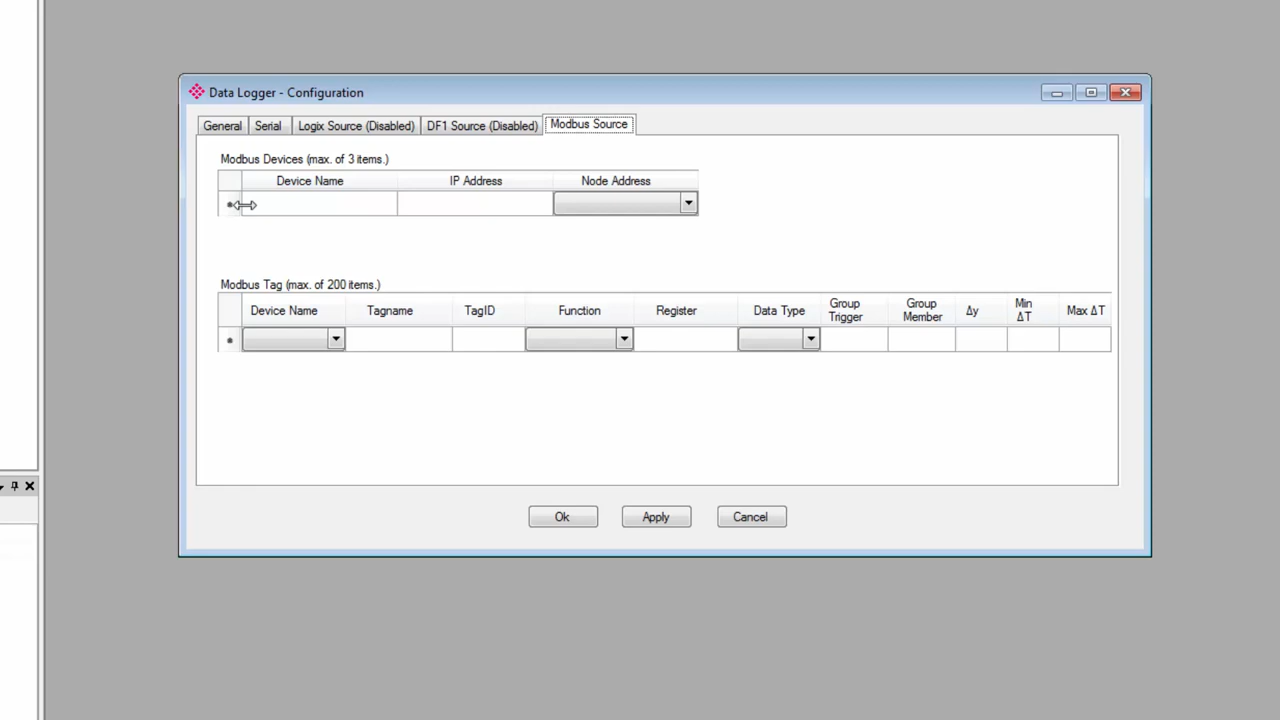 Data Logger - Configuration
General Serial Logix Source (Disabled) DF1 Source (Disabled) Modbus Source
Modbus Devices (max. of 3 items.)
Device Name IP Address Node Address
Modbus Tag (max. of 200 items.)
Device Name Tagname TagID Function Register Data Type Group Trigger Group Member Δy Min ΔT Max ΔT
Ok Apply Cancel